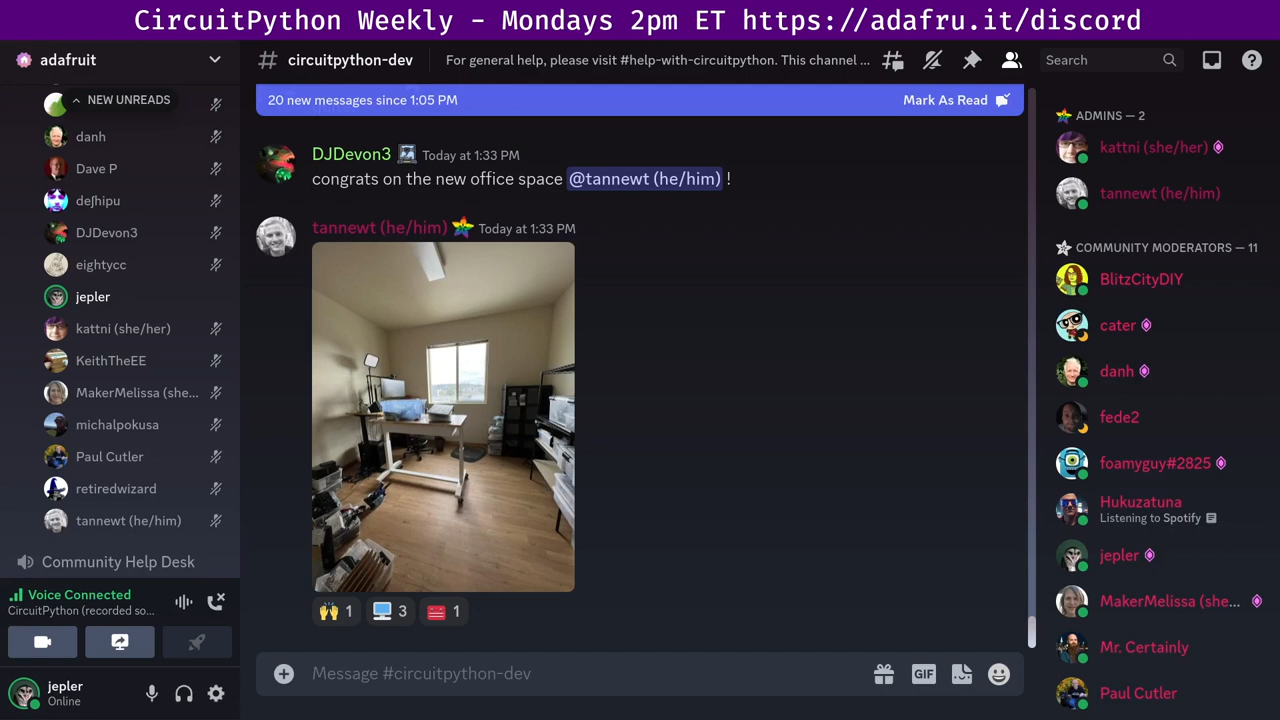 CircuitPython Weekly - Mondays 2pm ET https://adafru.it/discord
adafruit
NEW UNREADS
danh
Dave P
deʃhipu
DJDevon3
eightycc
jepler
kattni (she/her)
KeithTheEE
MakerMelissa (she...
michalpokusa
Paul Cutler
retiredwizard
tannewt (he/him)
Community Help Desk
Voice Connected
CircuitPython (recorded so...
jepler
Online
circuitpython-dev
For general help, please visit #help-with-circuitpython. This channel ...
Search
20 new messages since 1:05 PM
Mark As Read
DJDevon3 Today at 1:33 PM
congrats on the new office space @tannewt (he/him) !
tannewt (he/him) Today at 1:33 PM
1 3 1
Message #circuitpython-dev
GIF
ADMINS — 2
kattni (she/her)
tannewt (he/him)
COMMUNITY MODERATORS — 11
BlitzCityDIY
cater
danh
fede2
foamyguy#2825
Hukuzatuna
Listening to Spotify
jepler
MakerMelissa (she...
Mr. Certainly
Paul Cutler